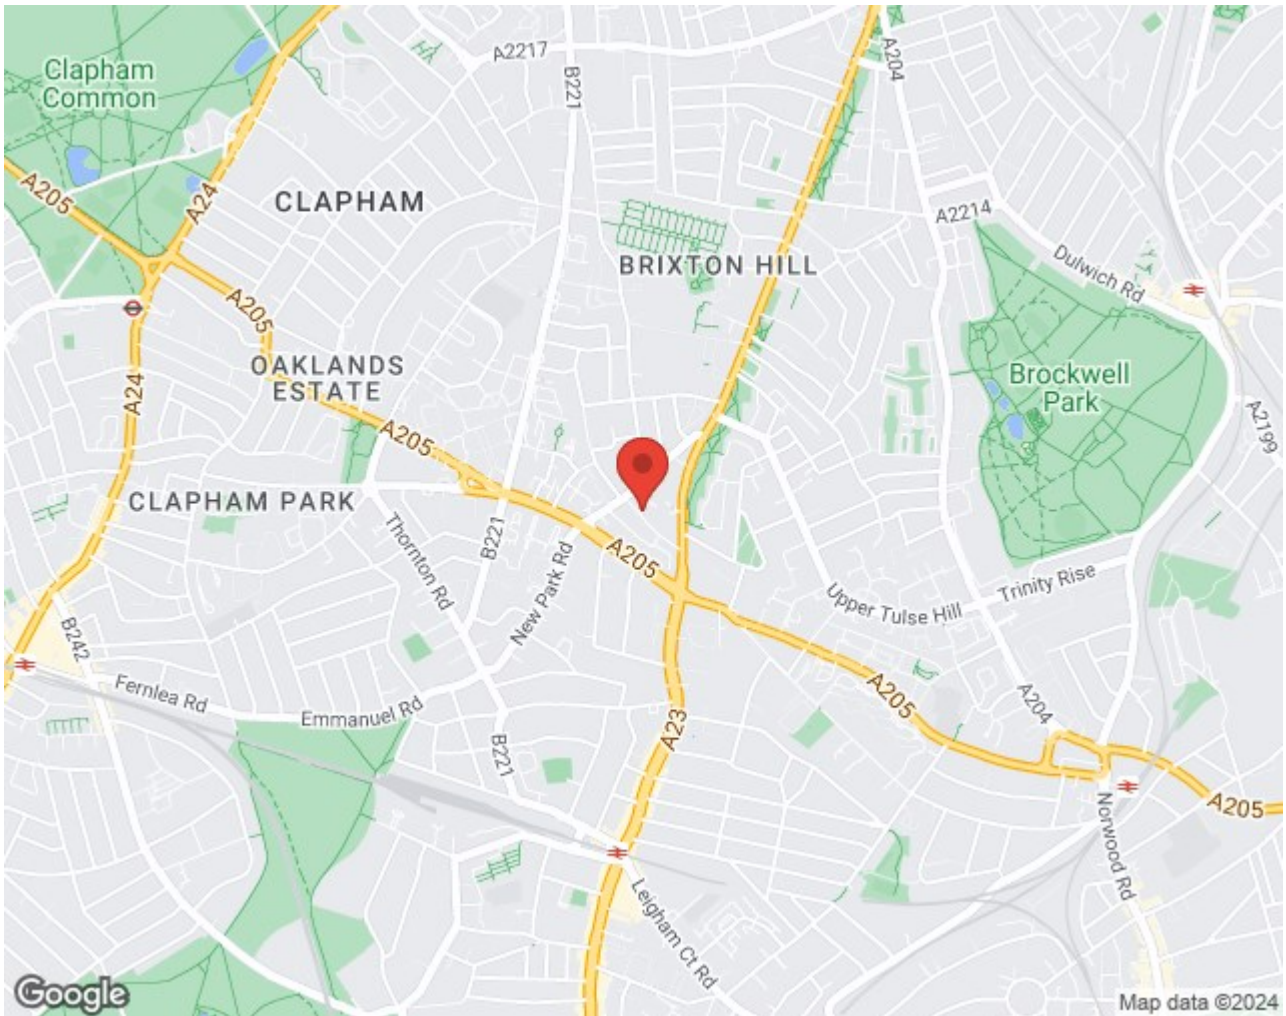 A2217
A204
B221
Clapham
Common
A205
A24
CLAPHAM
A2214
BRIXTON HILL
Dulwich Rd
A205
OAKLANDS
ESTATE
Brockwell
Park
A24
A205
A2199
CLAPHAM PARK
Thornton Rd
B221
New Park Rd
A205
Upper Tulse Hill
Trinity Rise
B242
Fernlea Rd
Emmanuel Rd
A205
A204
A23
B221
A205
Norwood Rd
Leigham Ct Rd
Google
Map data ©2024